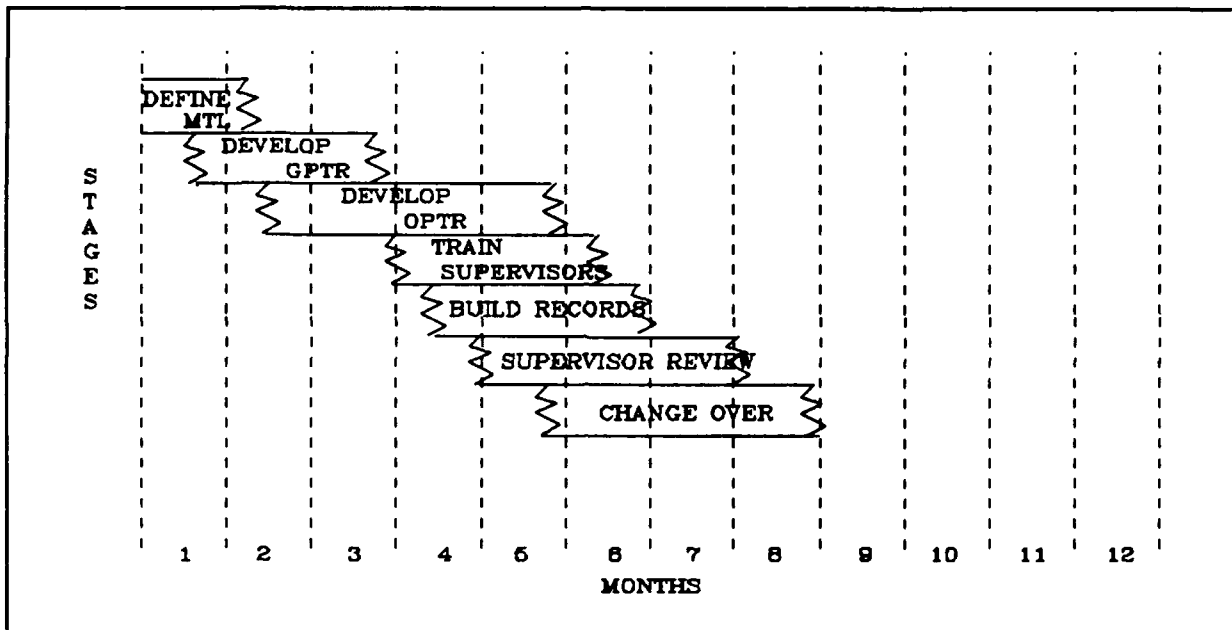 DEFINE
MTL
DEVELOP
GPTR
DEVELOP
OPTR
TRAIN
SUPERVISORS
BUILD RECORDS
SUPERVISOR REVIEW
CHANGE OVER
STAGES
1 2 3 4 5 6 7 8 9 10 11 12
MONTHS